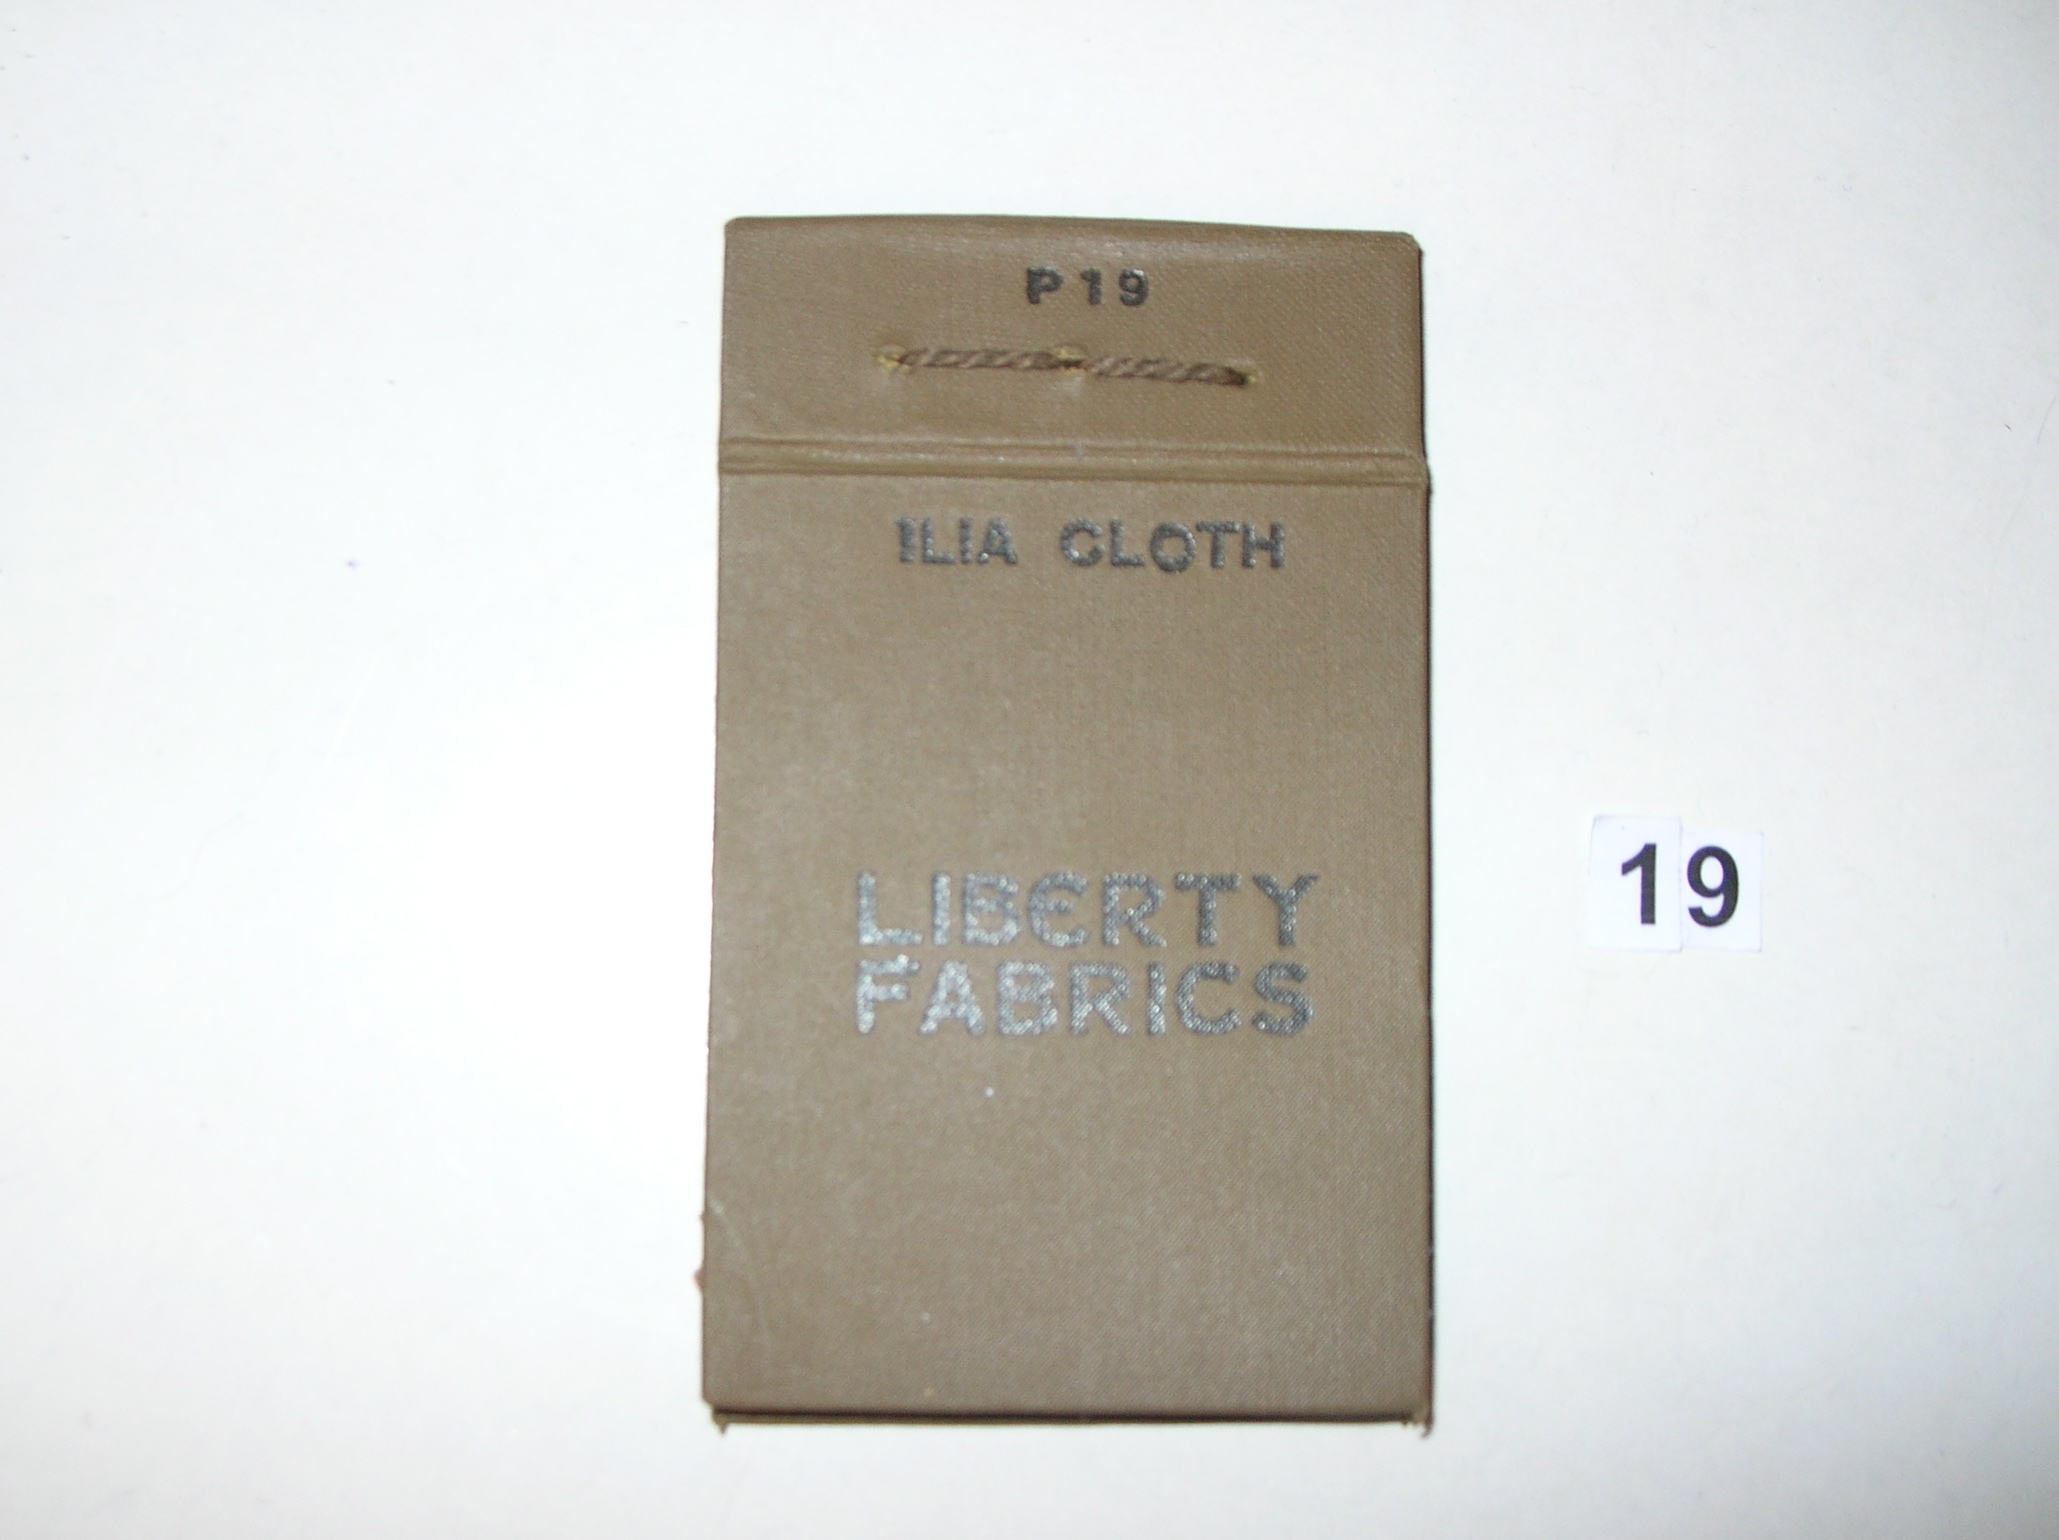 P19
ILIA CLOTH
LIBERTY
FABRICS
19